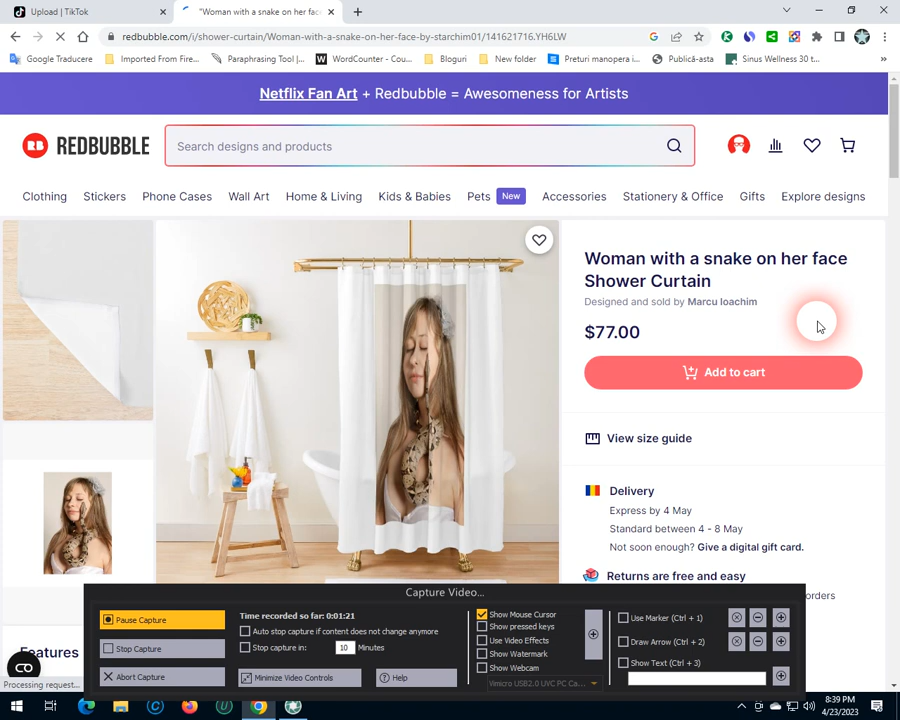 Upload | TikTok
"Woman with a snake on her face
redbubble.com/i/shower-curtain/Woman-with-a-snake-on-her-face-by-starchim01/141621716.YH6LW
Google Traducere
Imported From Fire...
Paraphrasing Tool |...
WordCounter - Cou...
Bloguri
New folder
Preturi manopera i...
Publică-asta
Sinus Wellness 30 t...
Netflix Fan Art + Redbubble = Awesomeness for Artists
REDBUBBLE
Search designs and products
Clothing
Stickers
Phone Cases
Wall Art
Home & Living
Kids & Babies
Pets
New
Accessories
Stationery & Office
Gifts
Explore designs
Woman with a snake on her face
Shower Curtain
Designed and sold by Marcu Ioachim
$77.00
Add to cart
View size guide
Delivery
Express by 4 May
Standard between 4 - 8 May
Not soon enough? Give a digital gift card.
Returns are free and easy
orders
Features
Processing request...
Capture Video...
Pause Capture
Stop Capture
Abort Capture
Time recorded so far: 0:01:21
Auto stop capture if content does not change anymore
Stop capture in: 10 Minutes
Minimize Video Controls
Help
Show Mouse Cursor
Show pressed keys
Use Video Effects
Show Watermark
Show Webcam
Vimicro USB2.0 UVC PC Ca...
Use Marker (Ctrl + 1)
Draw Arrow (Ctrl + 2)
Show Text (Ctrl + 3)
8:39 PM
4/23/2023